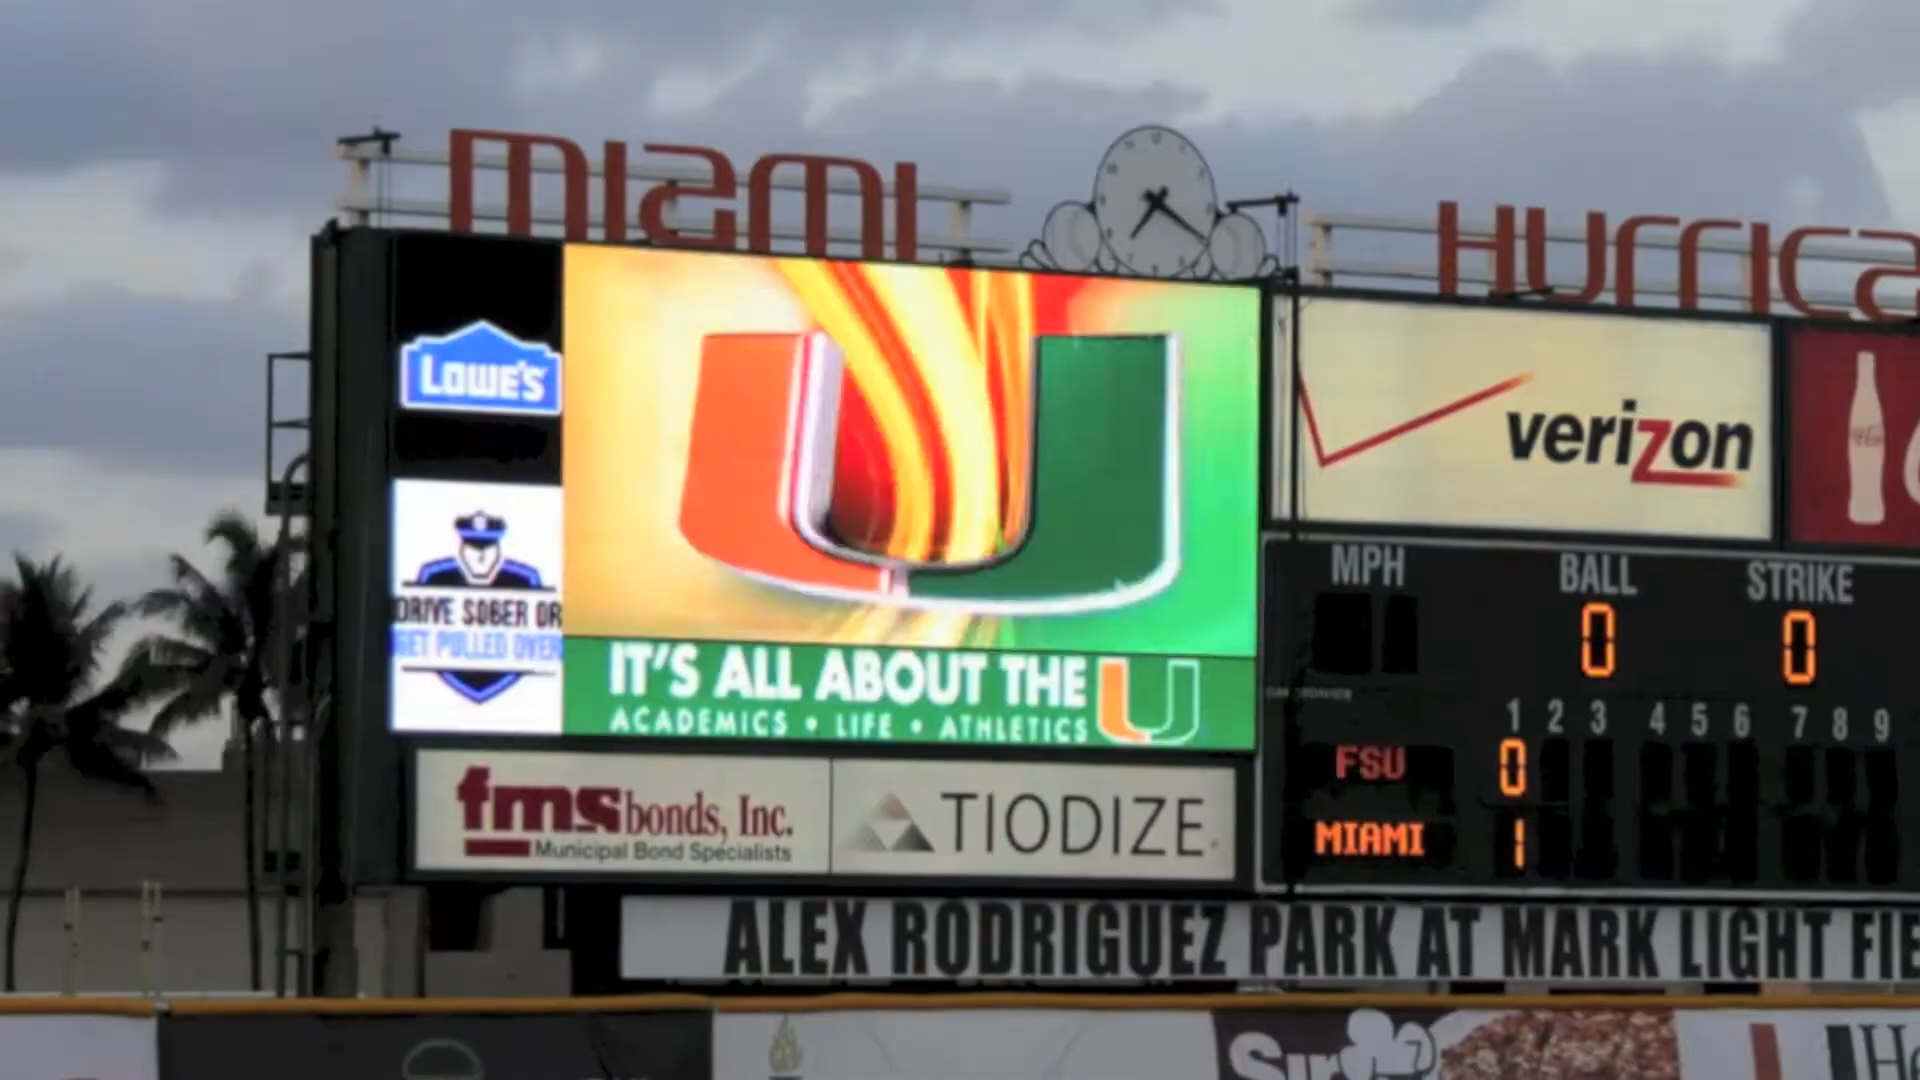 MIAMI
HURRICA
LOWE'S
DRIVE SOBER OR
GET PULLED OVER
IT'S ALL ABOUT THE U
ACADEMICS • LIFE • ATHLETICS
verizon
MPH BALL STRIKE
0 0
1 2 3 4 5 6 7 8 9
FSU 0
MIAMI 1
fmsbonds, Inc.
Municipal Bond Specialists
TIODIZE
ALEX RODRIGUEZ PARK AT MARK LIGHT FIE